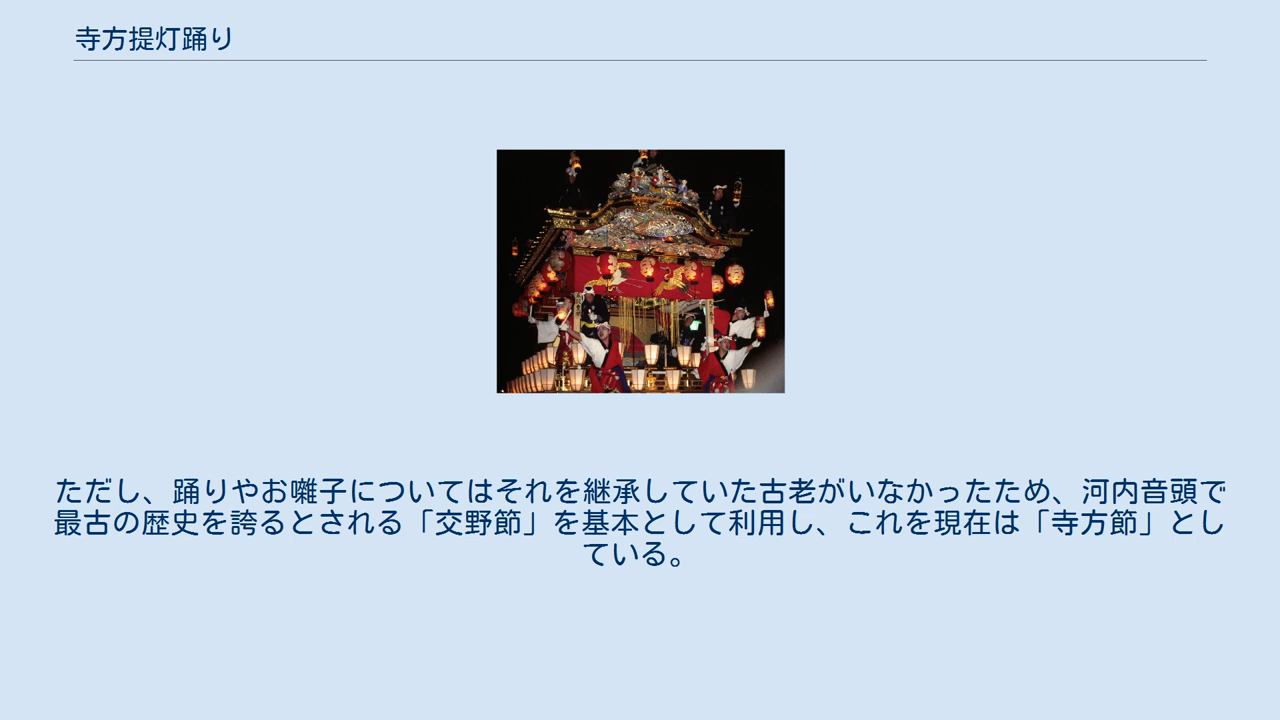 寺方提灯踊り
ただし、踊りやお囃子についてはそれを継承していた古老がいなかったため、河内音頭で
最古の歴史を誇るとされる「交野節」を基本として利用し、これを現在は「寺方節」とし
ている。